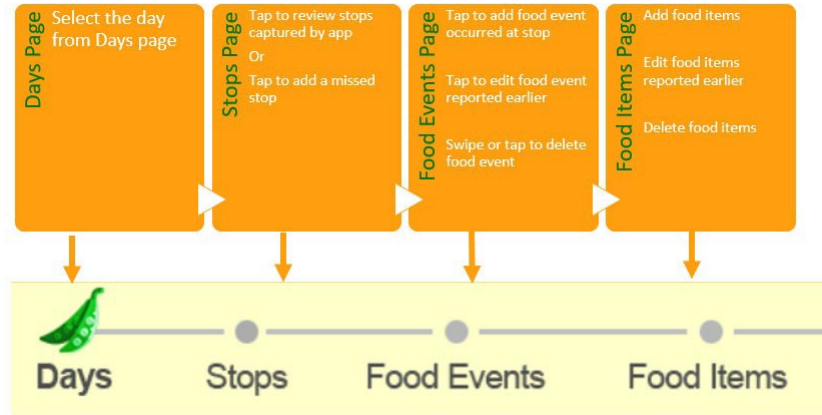 Days Page
Select the day
from Days page
Stops Page
Tap to review stops
captured by app
Or
Tap to add a missed
stop
Food Events Page
Tap to add food event
occurred at stop
Tap to edit food event
reported earlier
Swipe or tap to delete
food event
Food Items Page
Add food items
Edit food items
reported earlier
Delete food items
Days
Stops
Food Events
Food Items